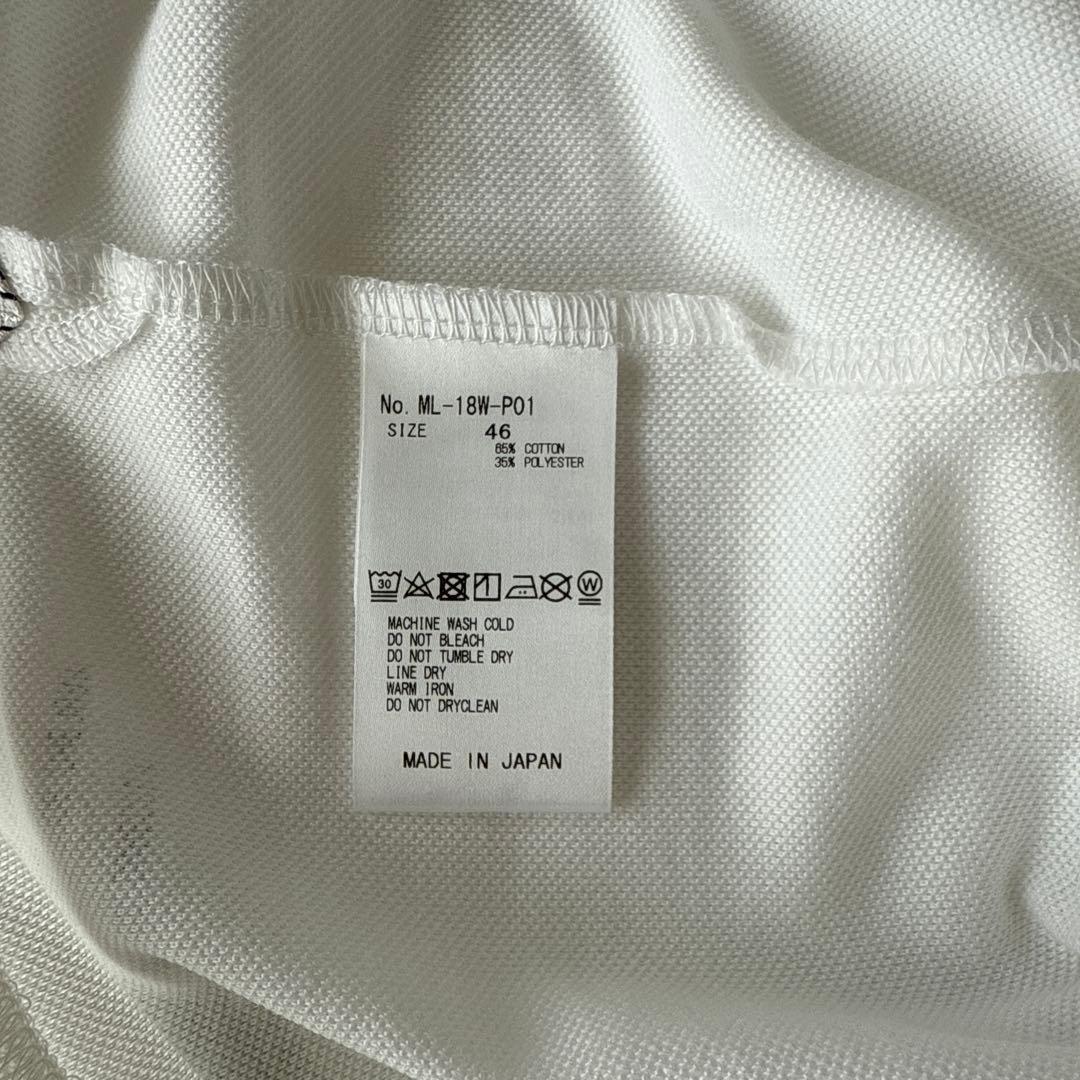 No. ML-18W-P01
SIZE 46
65% COTTON
35% POLYESTER
30 W
MACHINE WASH COLD
DO NOT BLEACH
DO NOT TUMBLE DRY
LINE DRY
WARM IRON
DO NOT DRYCLEAN
MADE IN JAPAN